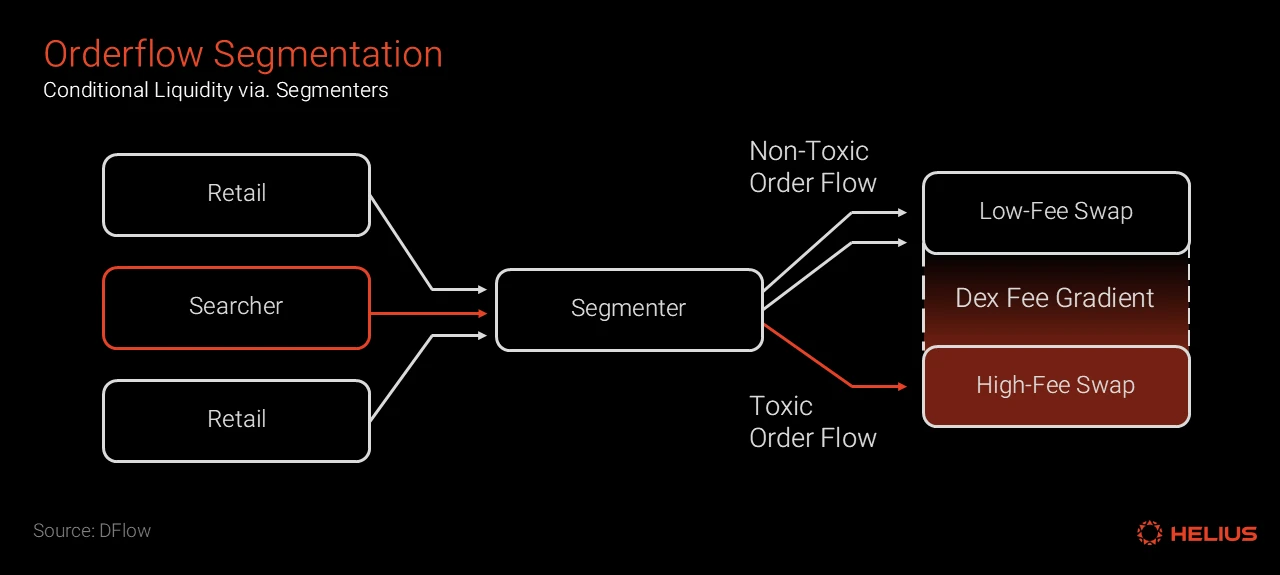 Orderflow Segmentation
Conditional Liquidity via. Segmenters
Retail
Searcher
Retail
Segmenter
Non-Toxic
Order Flow
Toxic
Order Flow
Low-Fee Swap
Dex Fee Gradient
High-Fee Swap
Source: DFlow
HELIUS